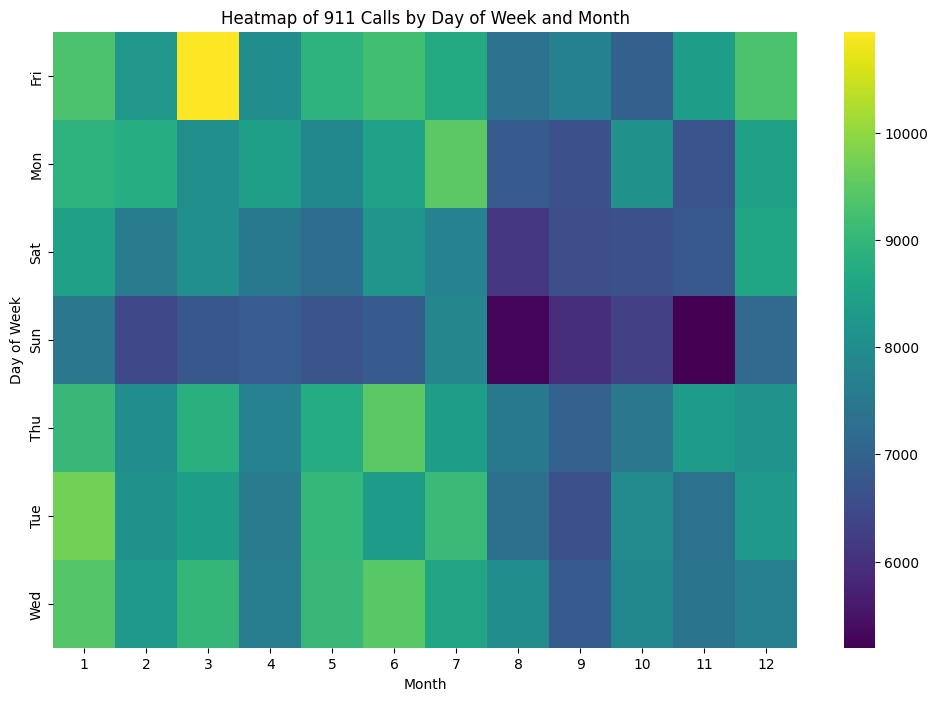 Heatmap of 911 Calls by Day of Week and Month
Day of Week
Fri
Mon
Sat
Sun
Thu
Tue
Wed
1 2 3 4 5 6 7 8 9 10 11 12
Month
10000
9000
8000
7000
6000